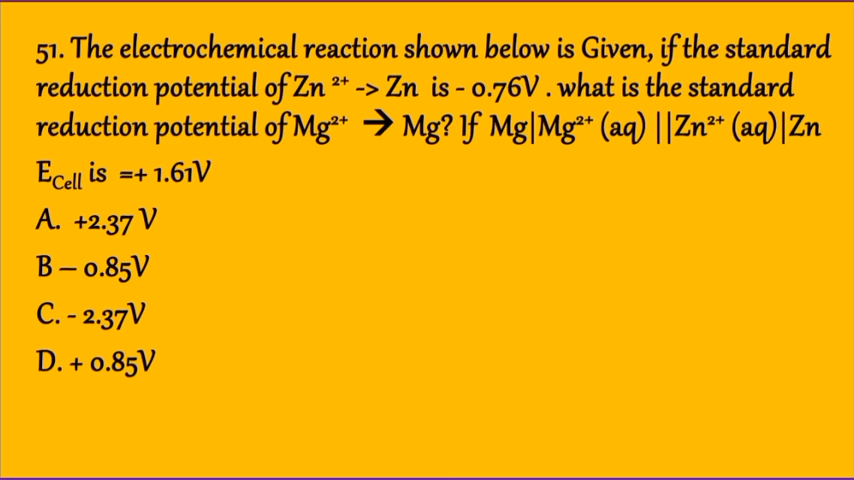 51. The electrochemical reaction shown below is Given, if the standard
reduction potential of Zn ²⁺ -> Zn is - 0.76V . what is the standard
reduction potential of Mg²⁺ → Mg? If Mg|Mg²⁺ (aq) ||Zn²⁺ (aq)|Zn
E_Cell is =+ 1.61V
A. +2.37 V
B – 0.85V
C. - 2.37V
D. + 0.85V